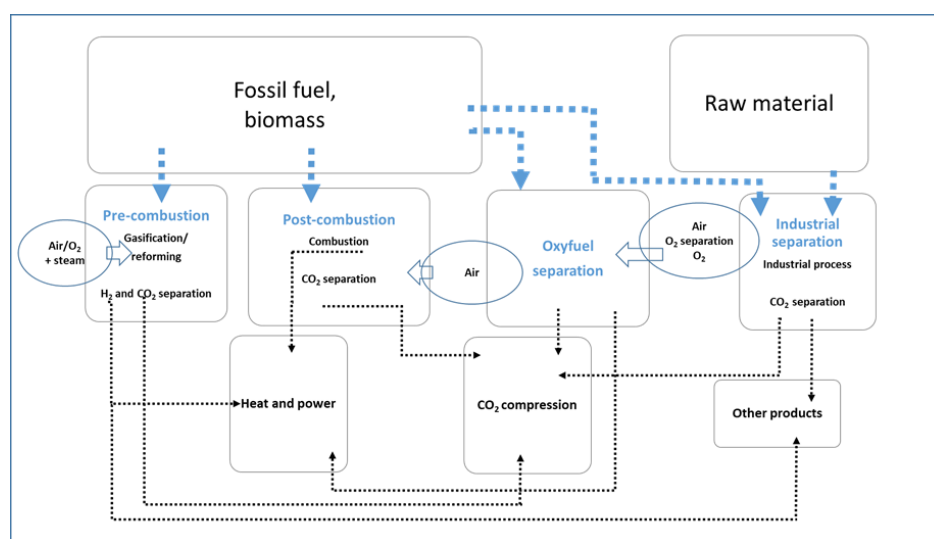 Fossil fuel,
biomass
Raw material
Pre-combustion
Gasification/
reforming
H₂ and CO₂ separation
Air/O₂
+ steam
Post-combustion
Combustion
CO₂ separation
Air
Oxyfuel
separation
Air
O₂ separation
O₂
Industrial
separation
Industrial process
CO₂ separation
Heat and power
CO₂ compression
Other products